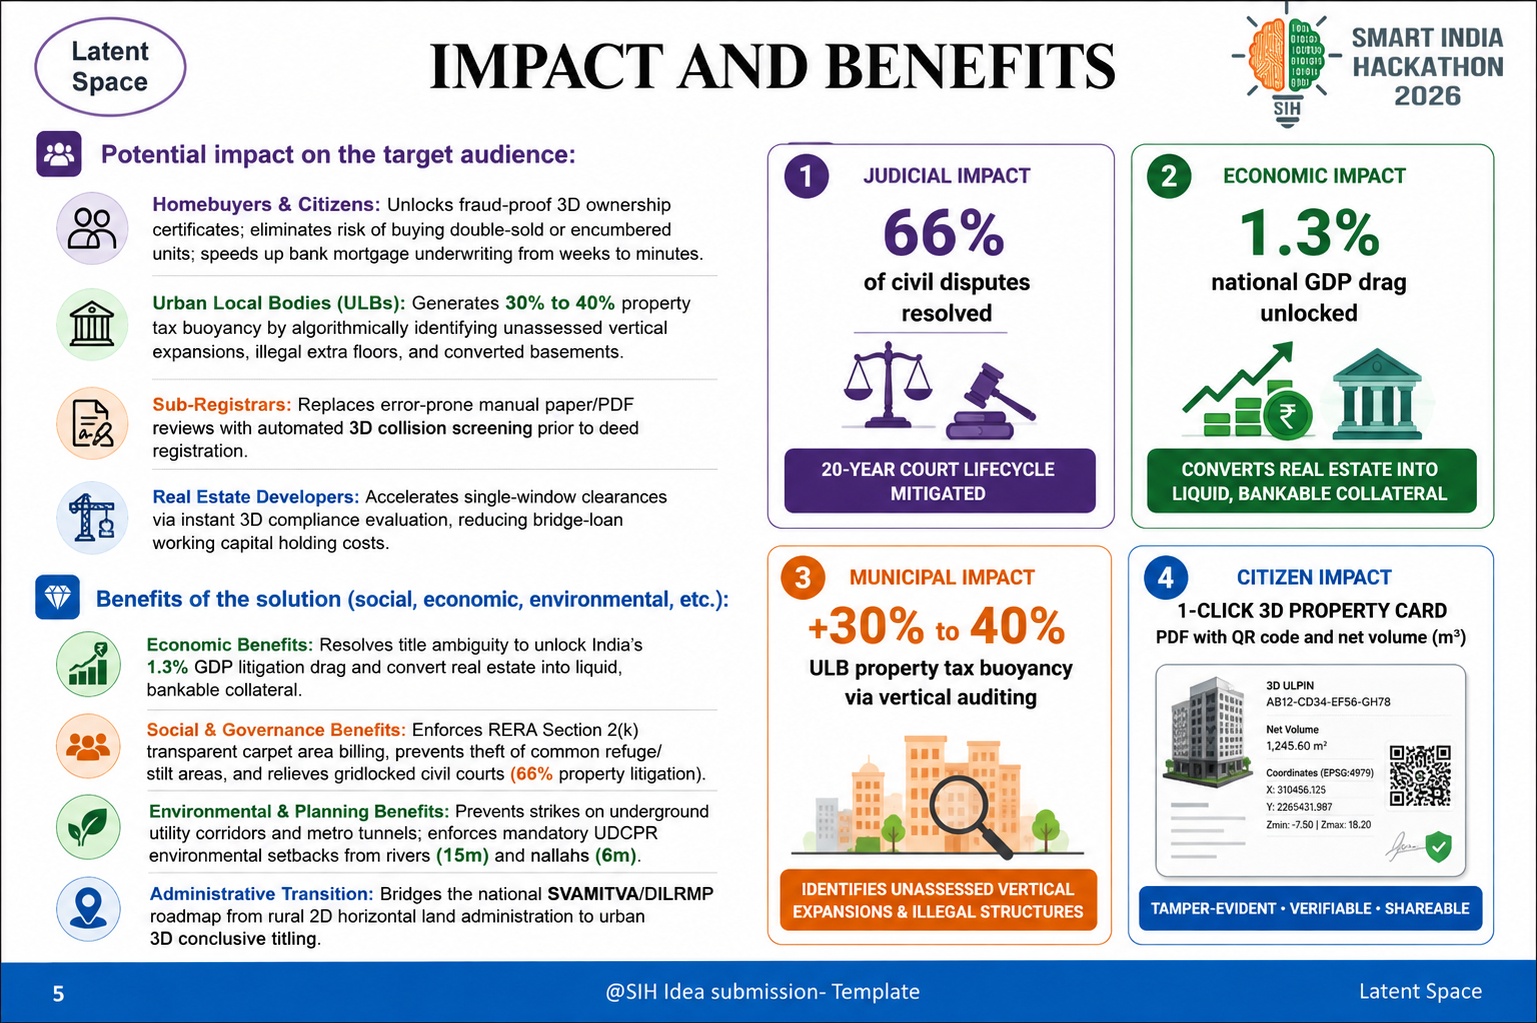 Latent
Space
IMPACT AND BENEFITS
SIH
SMART INDIA
HACKATHON
2026
Potential impact on the target audience:
Homebuyers & Citizens: Unlocks fraud-proof 3D ownership
certificates; eliminates risk of buying double-sold or encumbered
units; speeds up bank mortgage underwriting from weeks to minutes.
Urban Local Bodies (ULBs): Generates 30% to 40% property
tax buoyancy by algorithmically identifying unassessed vertical
expansions, illegal extra floors, and converted basements.
Sub-Registrars: Replaces error-prone manual paper/PDF
reviews with automated 3D collision screening prior to deed
registration.
Real Estate Developers: Accelerates single-window clearances
via instant 3D compliance evaluation, reducing bridge-loan
working capital holding costs.
Benefits of the solution (social, economic, environmental, etc.):
Economic Benefits: Resolves title ambiguity to unlock India's
1.3% GDP litigation drag and convert real estate into liquid,
bankable collateral.
Social & Governance Benefits: Enforces RERA Section 2(k)
transparent carpet area billing, prevents theft of common refuge/
stilt areas, and relieves gridlocked civil courts (66% property litigation).
Environmental & Planning Benefits: Prevents strikes on underground
utility corridors and metro tunnels; enforces mandatory UDCPR
environmental setbacks from rivers (15m) and nallahs (6m).
Administrative Transition: Bridges the national SVAMITVA/DILRMP
roadmap from rural 2D horizontal land administration to urban
3D conclusive titling.
1
JUDICIAL IMPACT
66%
of civil disputes
resolved
20-YEAR COURT LIFECYCLE
MITIGATED
2
ECONOMIC IMPACT
1.3%
national GDP drag
unlocked
₹
CONVERTS REAL ESTATE INTO
LIQUID, BANKABLE COLLATERAL
3
MUNICIPAL IMPACT
+30% to 40%
ULB property tax buoyancy
via vertical auditing
IDENTIFIES UNASSESSED VERTICAL
EXPANSIONS & ILLEGAL STRUCTURES
4
CITIZEN IMPACT
1-CLICK 3D PROPERTY CARD
PDF with QR code and net volume (m³)
3D ULPIN
AB12-CD34-EF56-GH78
Net Volume
1,245.60 m²
Coordinates (EPSG:4979)
X: 310456.125
Y: 2265431.987
Zmin: -7.50 | Zmax: 18.20
TAMPER-EVIDENT • VERIFIABLE • SHAREABLE
5
@SIH Idea submission- Template
Latent Space